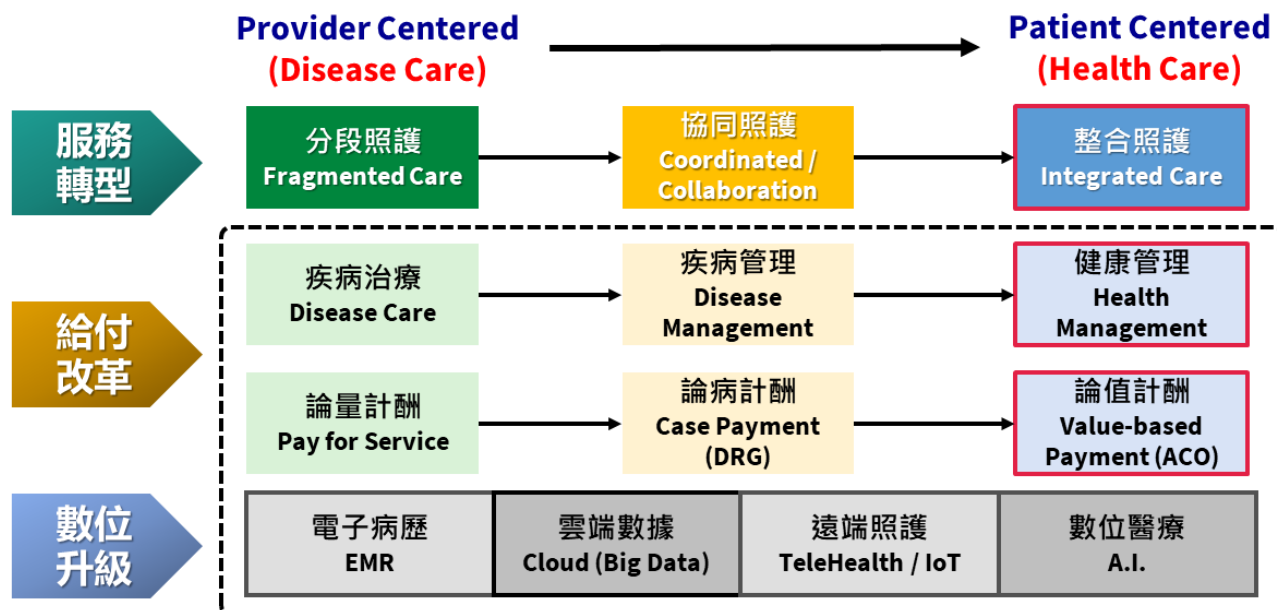 Provider Centered
(Disease Care)
Patient Centered
(Health Care)
服務
轉型
分段照護
Fragmented Care
協同照護
Coordinated /
Collaboration
整合照護
Integrated Care
給付
改革
疾病治療
Disease Care
疾病管理
Disease
Management
健康管理
Health
Management
論量計酬
Pay for Service
論病計酬
Case Payment
(DRG)
論值計酬
Value-based
Payment (ACO)
數位
升級
電子病歷
EMR
雲端數據
Cloud (Big Data)
遠端照護
TeleHealth / IoT
數位醫療
A.I.